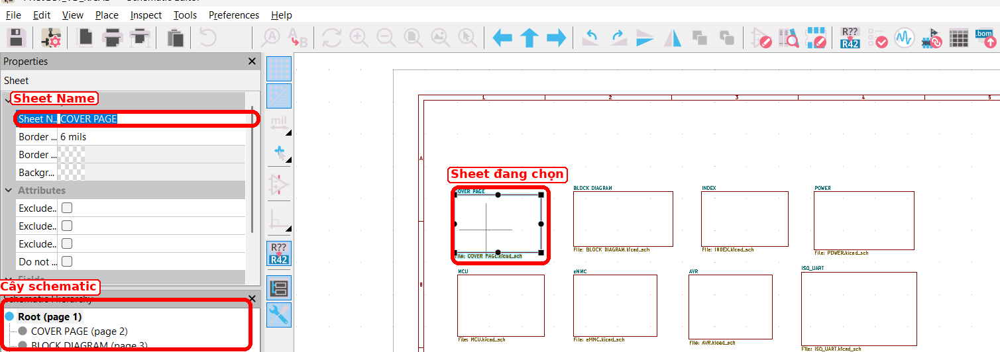 File Edit View Place Inspect Tools Preferences Help
R??
R42
.bom
Properties
Sheet
Sheet Name
Sheet N.. COVER PAGE
Border ... 6 mils
Border ...
Backgr...
Attributes
Exclude..
Exclude..
Exclude..
Do not ...
Cây schematic
Schematic Hierarchy
Root (page 1)
COVER PAGE (page 2)
BLOCK DIAGRAM (page 3)
mil
R??
R42
1 2 3 4 5
A
B
Sheet đang chọn
COVER PAGE
File: COVER PAGE.kicad_sch
BLOCK DIAGRAM
File: BLOCK DIAGRAM.kicad_sch
INDEX
File: INDEX.kicad_sch
POWER
File: POWER.kicad_sch
MCU
File: MCU.kicad_sch
eMMC
File: eMMC.kicad_sch
AVR
File: AVR.kicad_sch
ISO_UART
File: ISO_UART.kicad_sch